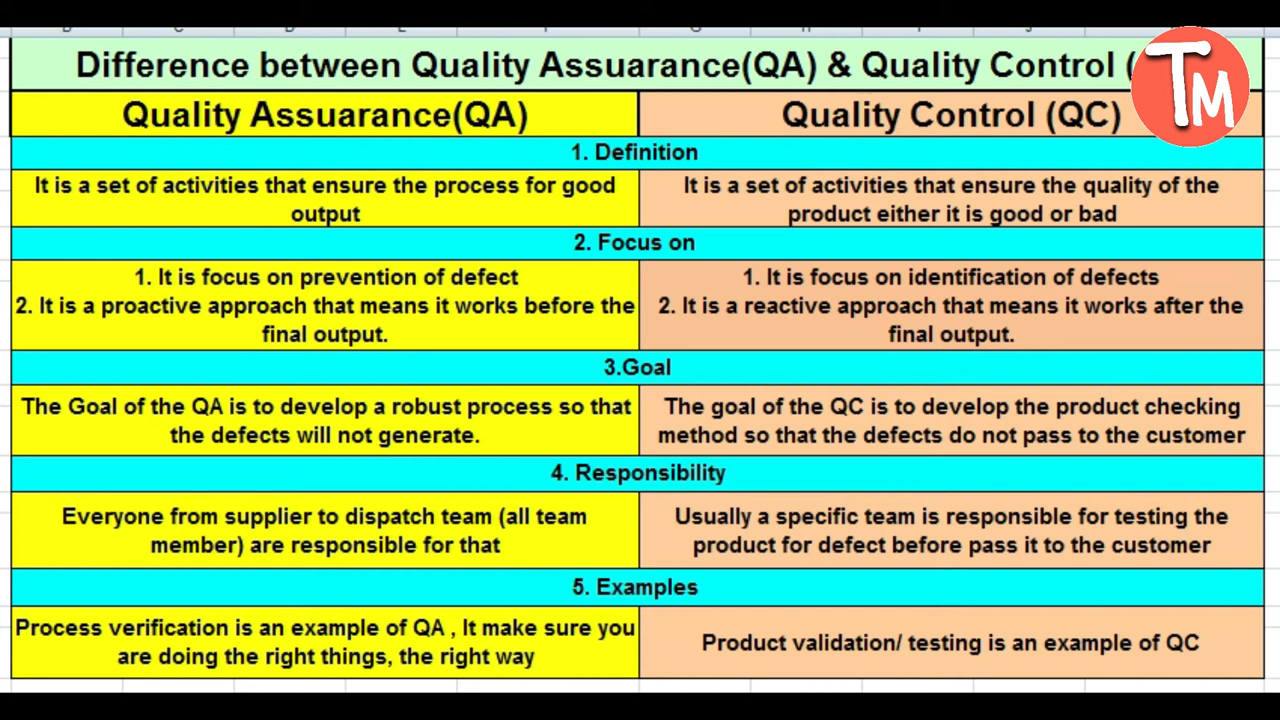 Difference between Quality Assuarance(QA) & Quality Control (
TM
Quality Assuarance(QA)
Quality Control (QC)
1. Definition
It is a set of activities that ensure the process for good
output
It is a set of activities that ensure the quality of the
product either it is good or bad
2. Focus on
1. It is focus on prevention of defect
2. It is a proactive approach that means it works before the
final output.
1. It is focus on identification of defects
2. It is a reactive approach that means it works after the
final output.
3.Goal
The Goal of the QA is to develop a robust process so that
the defects will not generate.
The goal of the QC is to develop the product checking
method so that the defects do not pass to the customer
4. Responsibility
Everyone from supplier to dispatch team (all team
member) are responsible for that
Usually a specific team is responsible for testing the
product for defect before pass it to the customer
5. Examples
Process verification is an example of QA , It make sure you
are doing the right things, the right way
Product validation/ testing is an example of QC